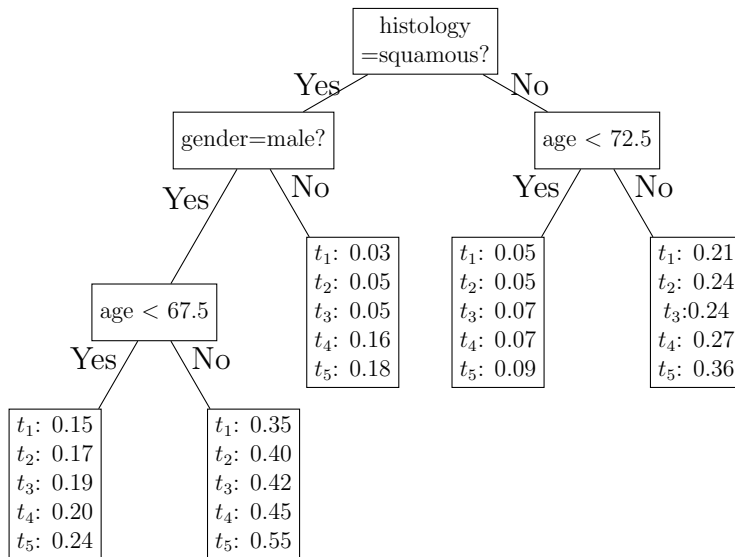 histology
=squamous?
Yes
No
gender=male?
age < 72.5
Yes
No
Yes
No
t₁: 0.03
t₂: 0.05
t₃: 0.05
t₄: 0.16
t₅: 0.18
t₁: 0.05
t₂: 0.05
t₃: 0.07
t₄: 0.07
t₅: 0.09
t₁: 0.21
t₂: 0.24
t₃:0.24
t₄: 0.27
t₅: 0.36
age < 67.5
Yes
No
t₁: 0.15
t₂: 0.17
t₃: 0.19
t₄: 0.20
t₅: 0.24
t₁: 0.35
t₂: 0.40
t₃: 0.42
t₄: 0.45
t₅: 0.55